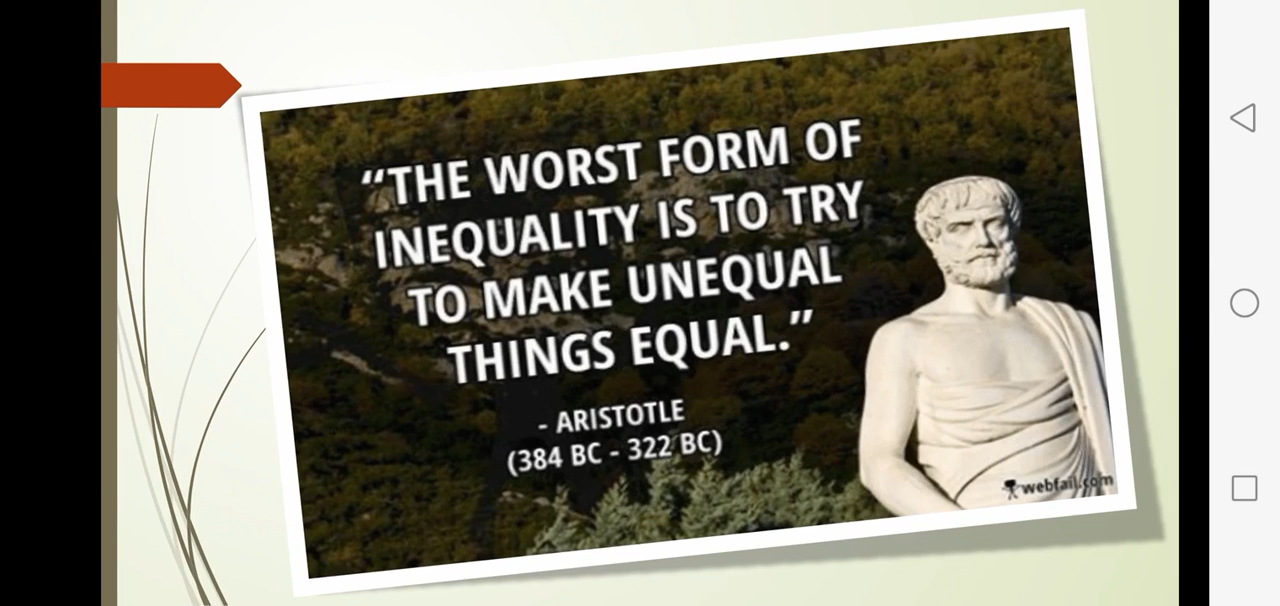 “THE WORST FORM OF
INEQUALITY IS TO TRY
TO MAKE UNEQUAL
THINGS EQUAL.”
- ARISTOTLE
(384 BC - 322 BC)
webfail.com